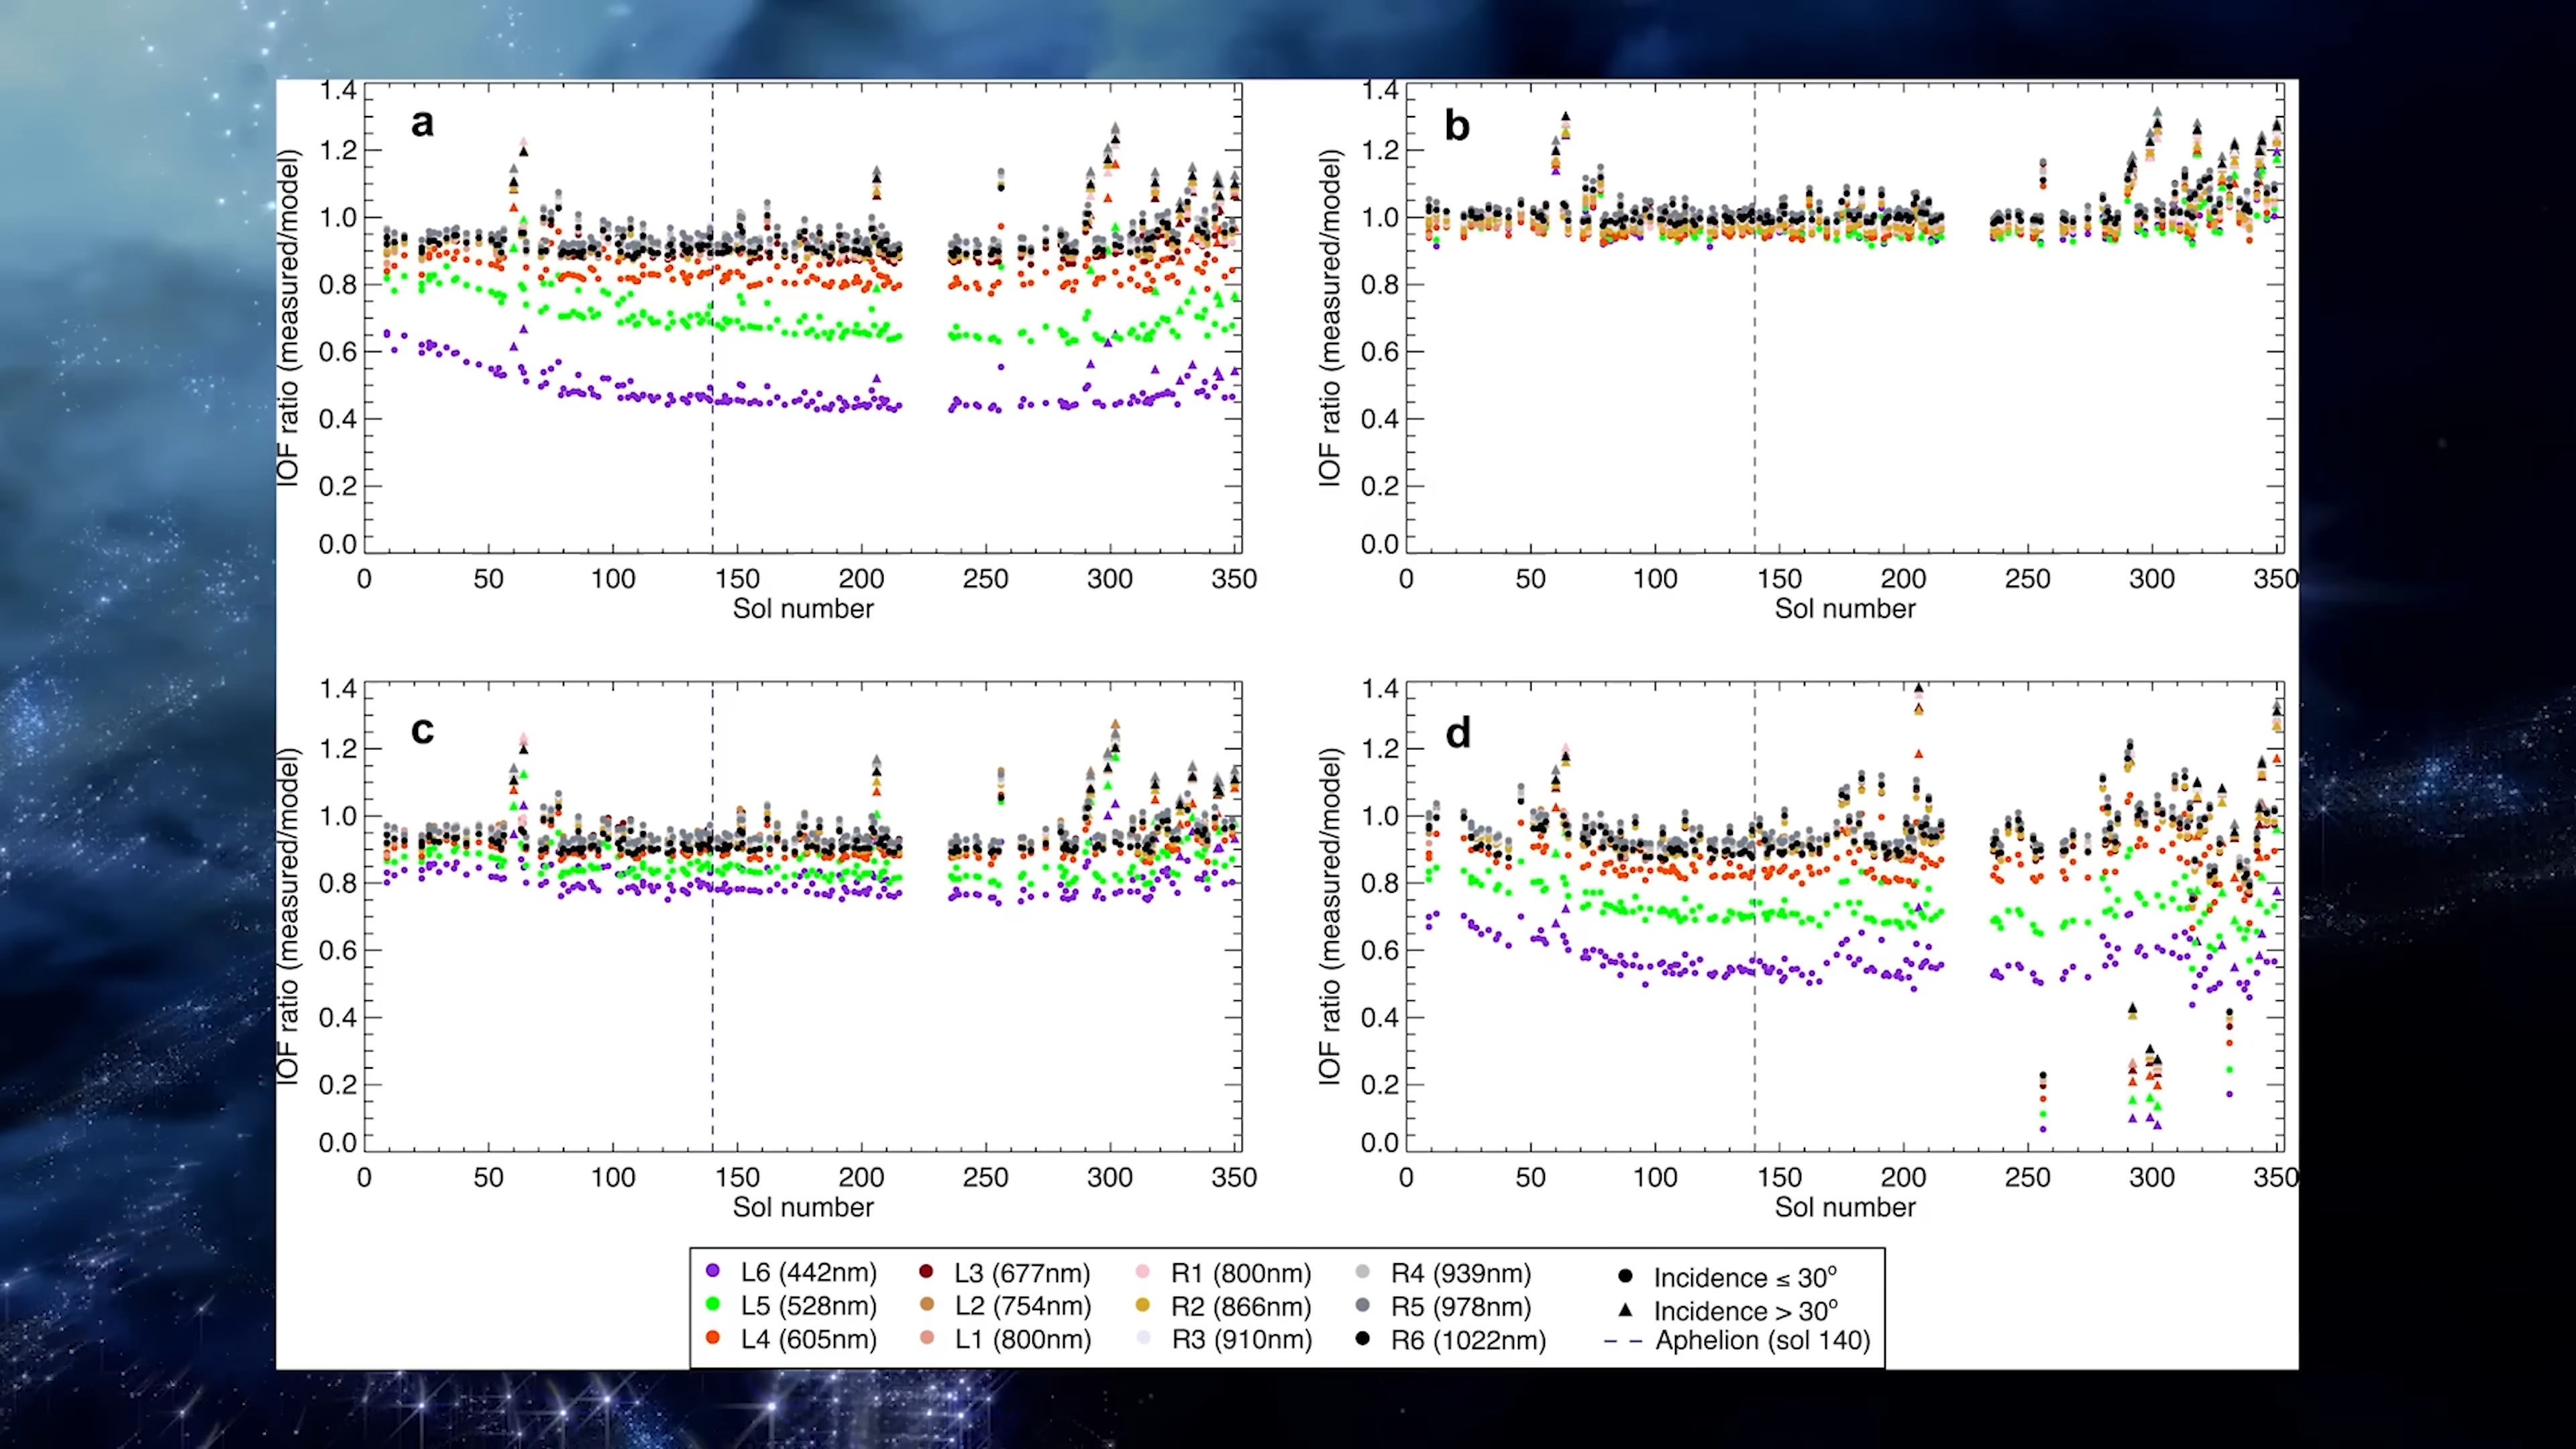 a
1.4
1.2
1.0
0.8
0.6
0.4
0.2
0.0
IOF ratio (measured/model)
0 50 100 150 200 250 300 350
Sol number
b
1.4
1.2
1.0
0.8
0.6
0.4
0.2
0.0
IOF ratio (measured/model)
0 50 100 150 200 250 300 350
Sol number
c
1.4
1.2
1.0
0.8
0.6
0.4
0.2
0.0
IOF ratio (measured/model)
0 50 100 150 200 250 300 350
Sol number
d
1.4
1.2
1.0
0.8
0.6
0.4
0.2
0.0
IOF ratio (measured/model)
0 50 100 150 200 250 300 350
Sol number
L6 (442nm) L3 (677nm) R1 (800nm) R4 (939nm) Incidence ≤ 30º
L5 (528nm) L2 (754nm) R2 (866nm) R5 (978nm) Incidence > 30º
L4 (605nm) L1 (800nm) R3 (910nm) R6 (1022nm) Aphelion (sol 140)